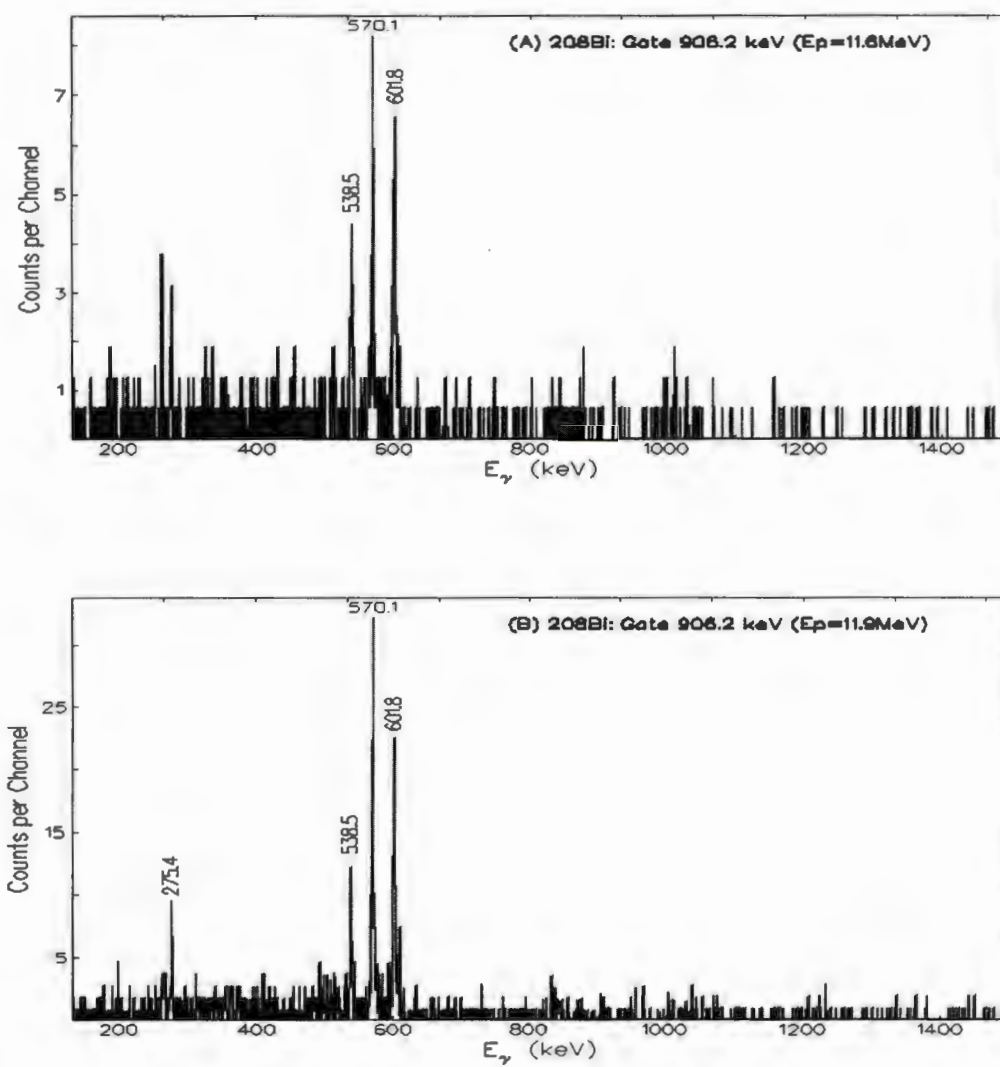 570.1
(A) 208Bi: Gate 906.2 keV (Ep=11.6MeV)
601.8
538.5
7
5
3
1
Counts per Channel
200 400 600 800 1000 1200 1400
Eγ (keV)
570.1
(B) 208Bi: Gate 906.2 keV (Ep=11.9MeV)
601.8
538.5
275.4
25
15
5
Counts per Channel
200 400 600 800 1000 1200 1400
Eγ (keV)